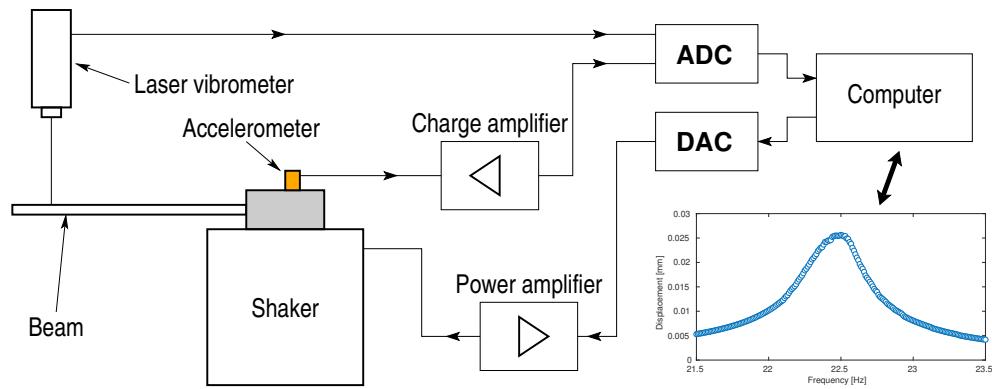 Laser vibrometer
Accelerometer
Charge amplifier
ADC
DAC
Computer
Beam
Shaker
Power amplifier
0.03
0.025
0.02
0.015
0.01
0.005
0
Displacement [mm]
21.5 22 22.5 23 23.5
Frequency [Hz]